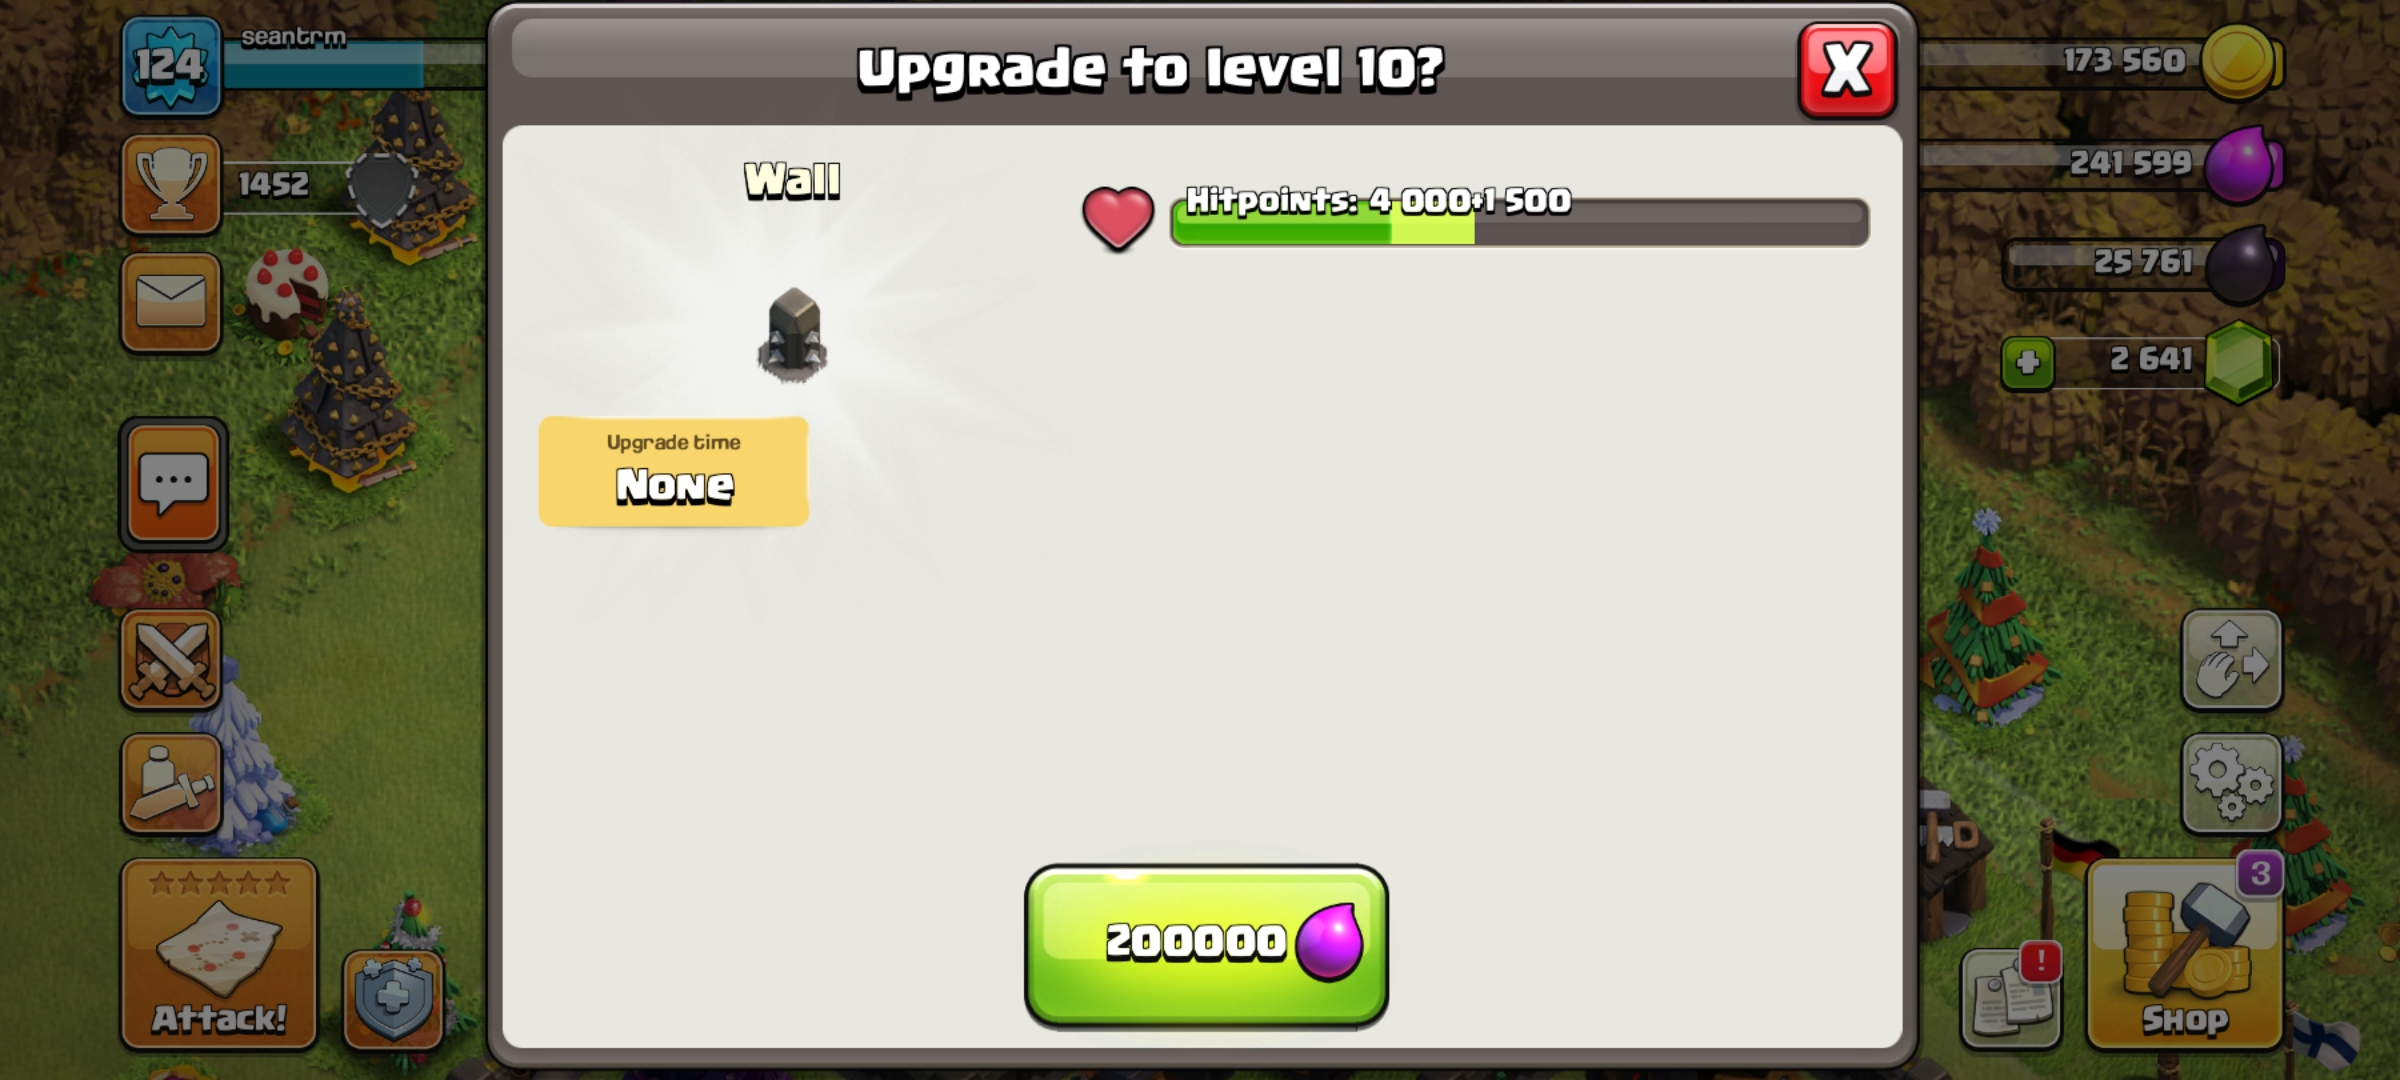 124
seantrm
1452
Upgrade to level 10?
X
173 560
241 599
25 761
2 641
Wall
Hitpoints: 4 000+1 500
Upgrade time
None
200000
Attack!
3
!
Shop